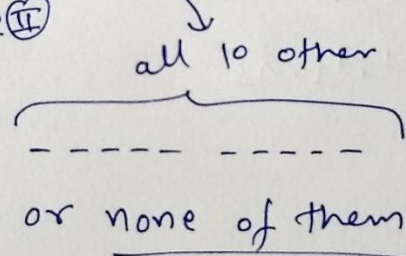 II
all 10 other
_ _ _ _ _ _ _ _ _ _
or none of them